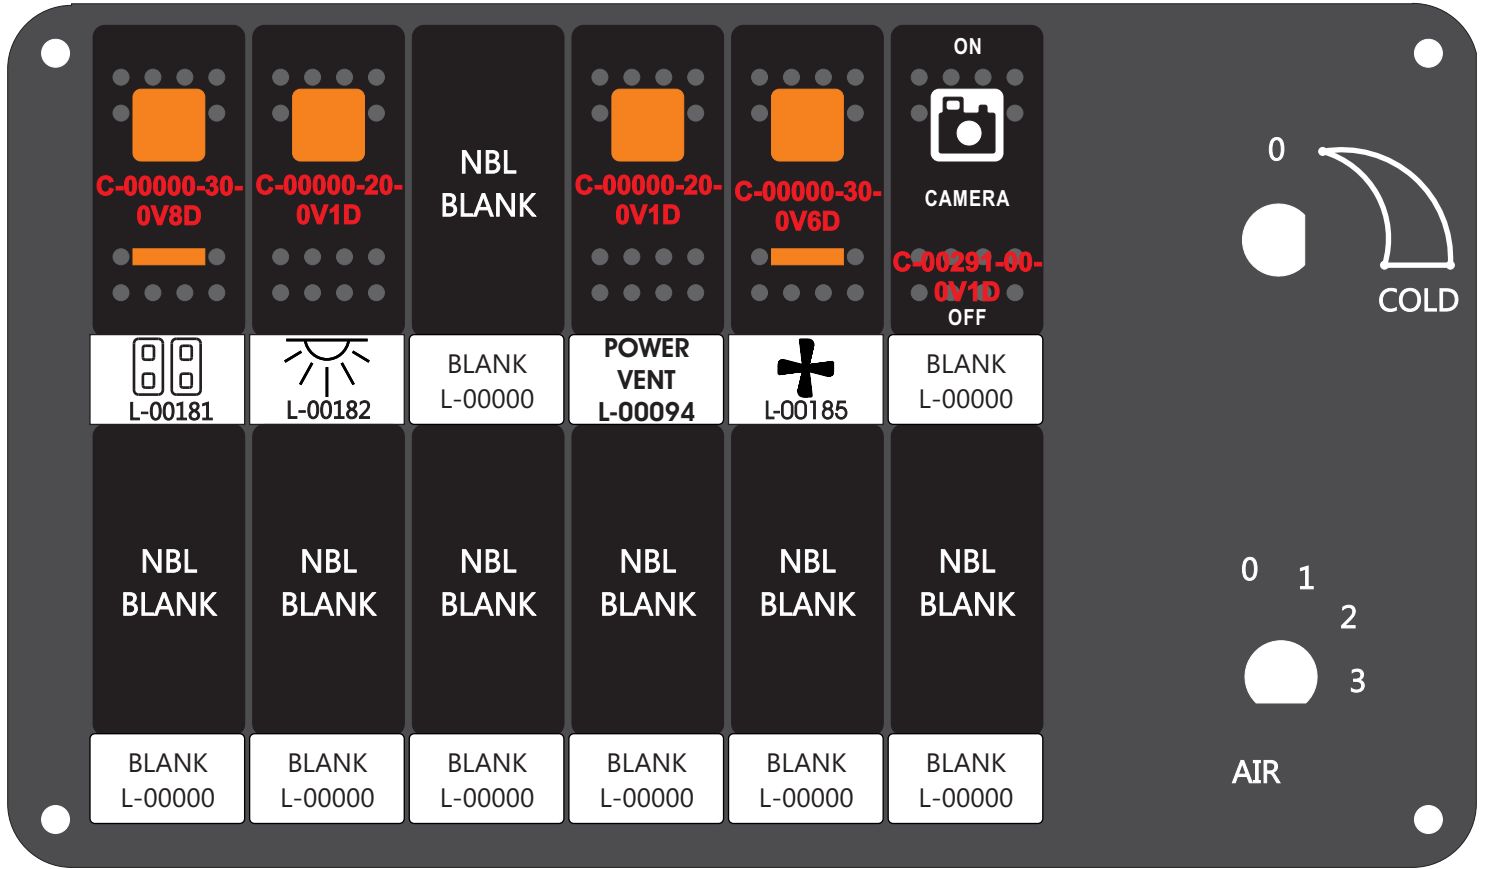 C-00000-30-
0V8D
L-00181
C-00000-20-
0V1D
L-00182
NBL
BLANK
BLANK
L-00000
C-00000-20-
0V1D
POWER
VENT
L-00094
C-00000-30-
0V6D
L-00185
ON
CAMERA
C-00291-00-
0V1D
OFF
BLANK
L-00000
0
COLD
NBL
BLANK
BLANK
L-00000
NBL
BLANK
BLANK
L-00000
NBL
BLANK
BLANK
L-00000
NBL
BLANK
BLANK
L-00000
NBL
BLANK
BLANK
L-00000
NBL
BLANK
BLANK
L-00000
0
1
2
3
AIR